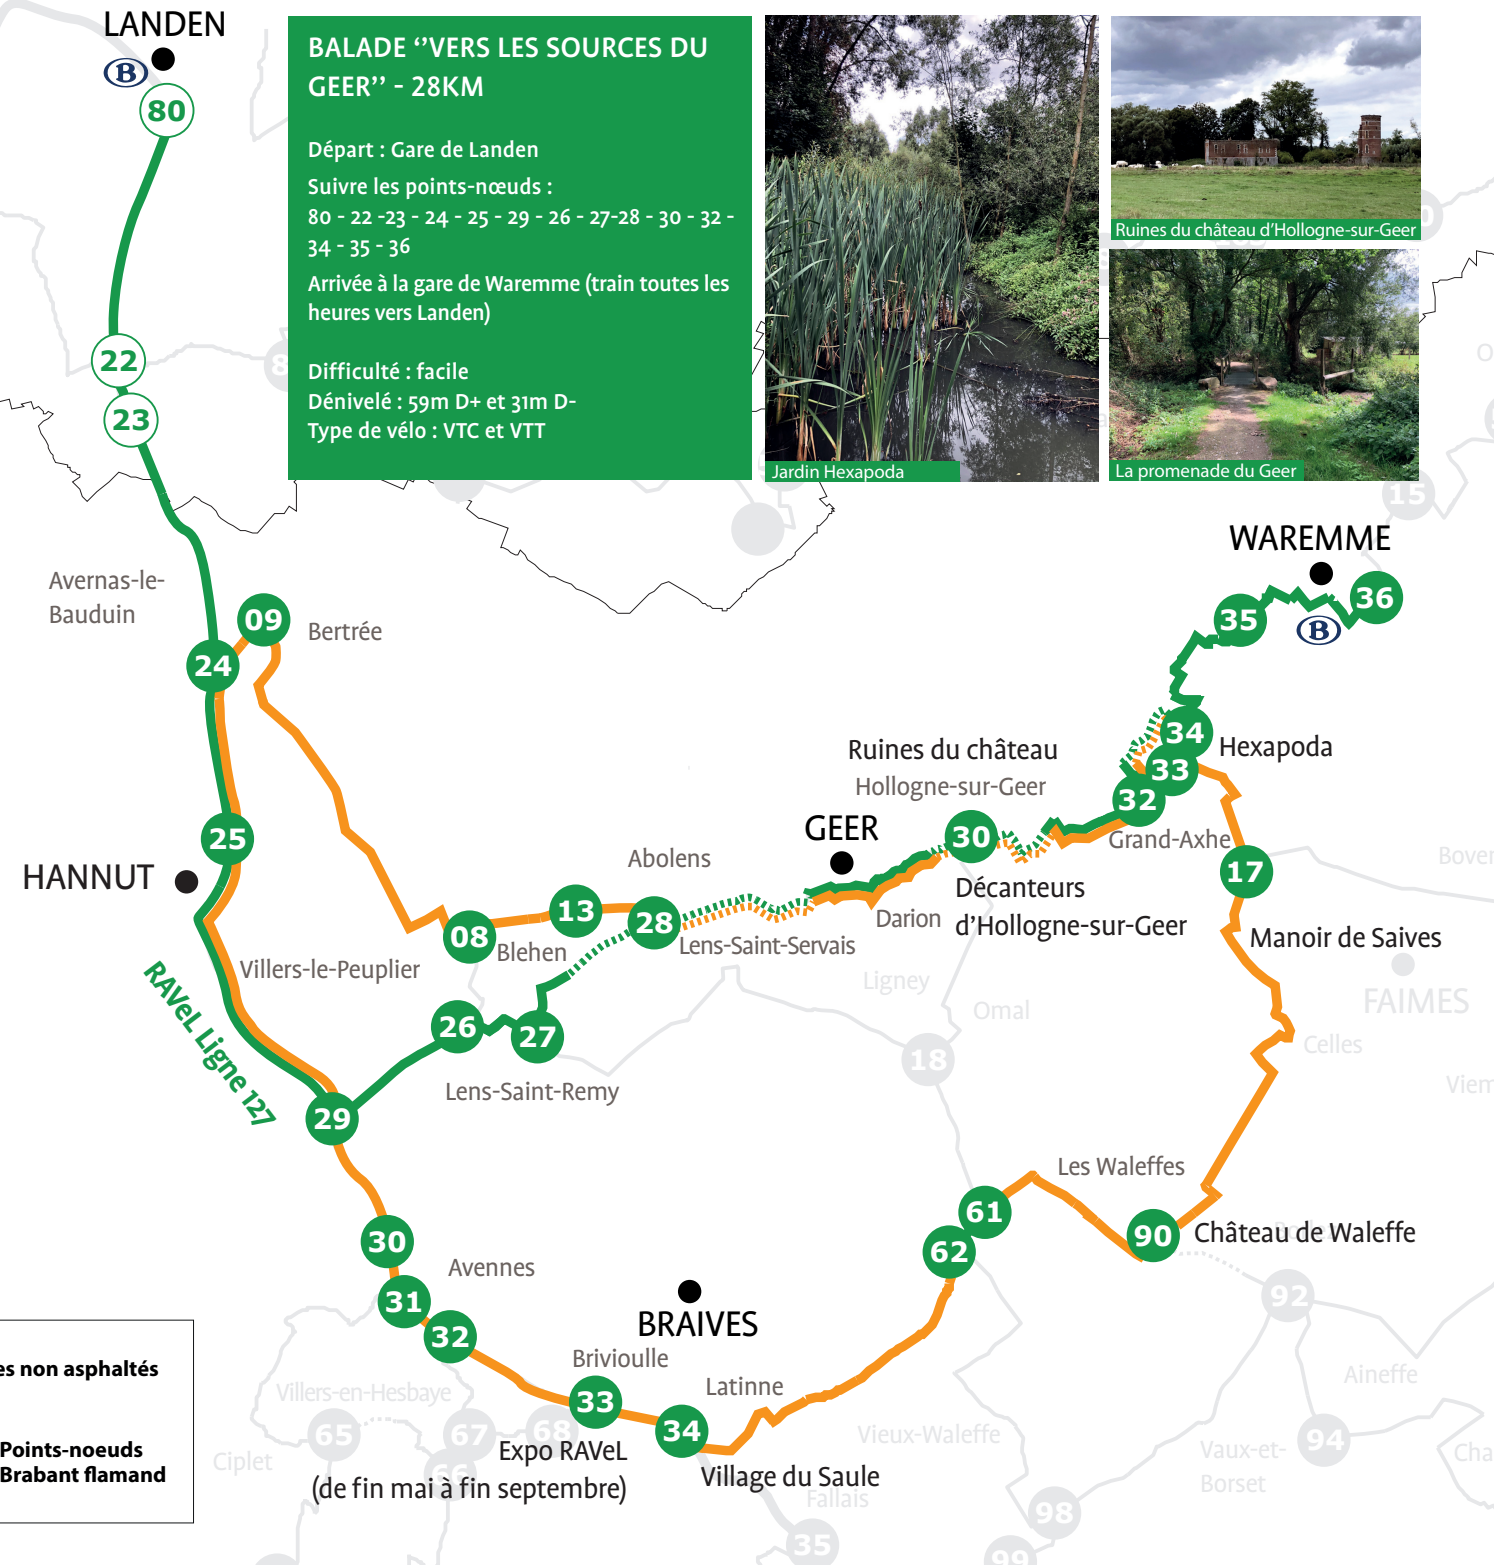 LANDEN
B
80
BALADE ‘’VERS LES SOURCES DU
GEER’’ - 28KM
Départ : Gare de Landen
Suivre les points-nœuds :
80 - 22 -23 - 24 - 25 - 29 - 26 - 27-28 - 30 - 32 -
34 - 35 - 36
Arrivée à la gare de Waremme (train toutes les
heures vers Landen)
Difficulté : facile
Dénivelé : 59m D+ et 31m D-
Type de vélo : VTC et VTT
Jardin Hexapoda
Ruines du château d’Hollogne-sur-Geer
La promenade du Geer
22
23
15
WAREMME
B
36
35
Avernas-le-
Bauduin
09
Bertrée
24
34
Hexapoda
33
32
Ruines du château
Hollogne-sur-Geer
GEER
30
Grand-Axhe
25
HANNUT
Abolens
17
Boven
13
28
08
Blehen
Lens-Saint-Servais
Darion
Décanteurs
d’Hollogne-sur-Geer
Manoir de Saives
Villers-le-Peuplier
RAVeL Ligne 127
Ligney
Omal
FAIMES
26
27
18
Celles
Lens-Saint-Remy
Viem
29
Les Waleffes
61
62
90
Château de Waleffe
30
Avennes
31
32
92
BRAIVES
Brivioulle
Latinne
33
34
Expo RAVeL
(de fin mai à fin septembre)
Village du Saule
Villers-en-Hesbaye
65
67
68
66
Ciplet
Vieux-Waleffe
Fallais
35
98
99
Aineffe
94
Vaux-et-
Borset
Cha
es non asphaltés
Points-noeuds
Brabant flamand